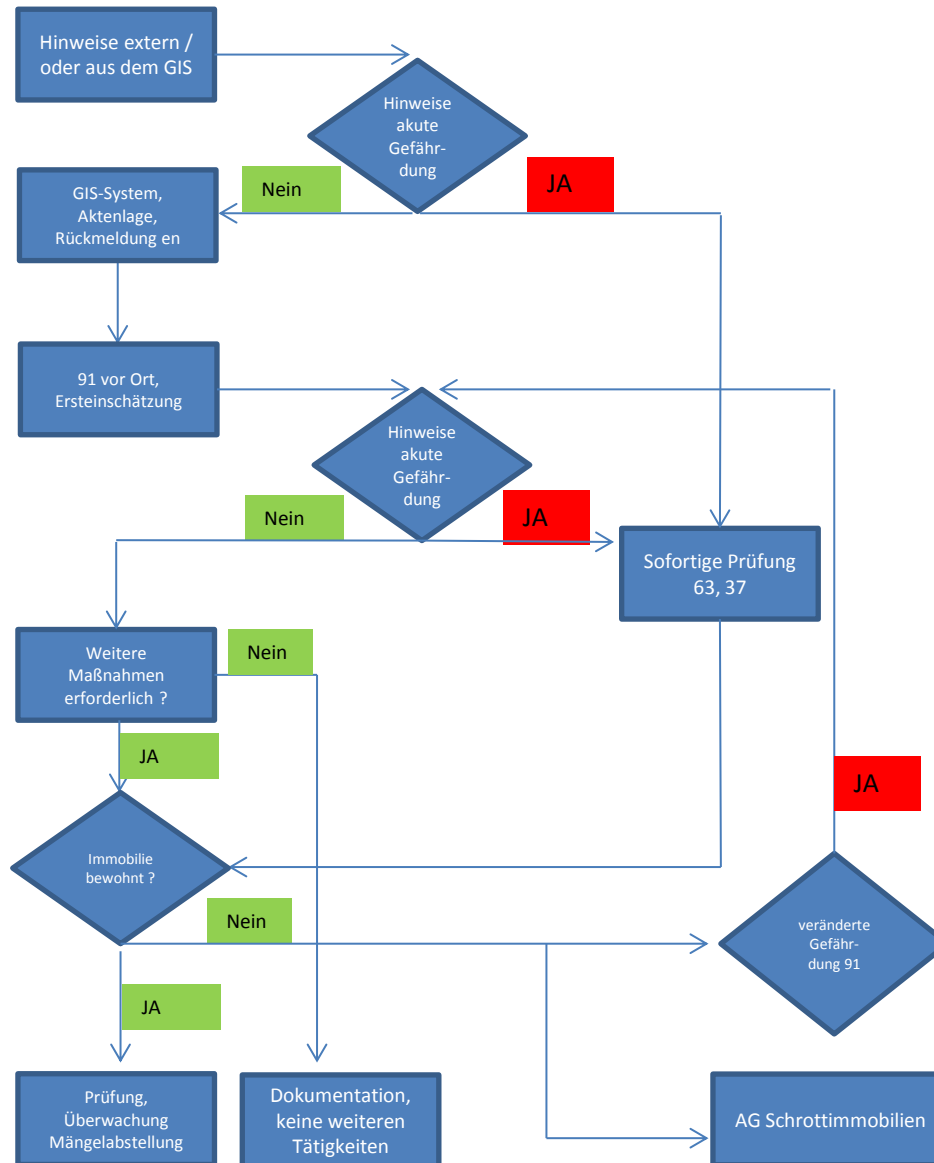 Hinweise extern /
oder aus dem GIS
Hinweise
akute
Gefähr-
dung
Nein
JA
GIS-System,
Aktenlage,
Rückmeldung en
91 vor Ort,
Ersteinschätzung
Hinweise
akute
Gefähr-
dung
Nein
JA
Sofortige Prüfung
63, 37
Weitere
Maßnahmen
erforderlich ?
Nein
JA
JA
Immobilie
bewohnt ?
Nein
veränderte
Gefähr-
dung 91
JA
Prüfung,
Überwachung
Mängelabstellung
Dokumentation,
keine weiteren
Tätigkeiten
AG Schrottimmobilien